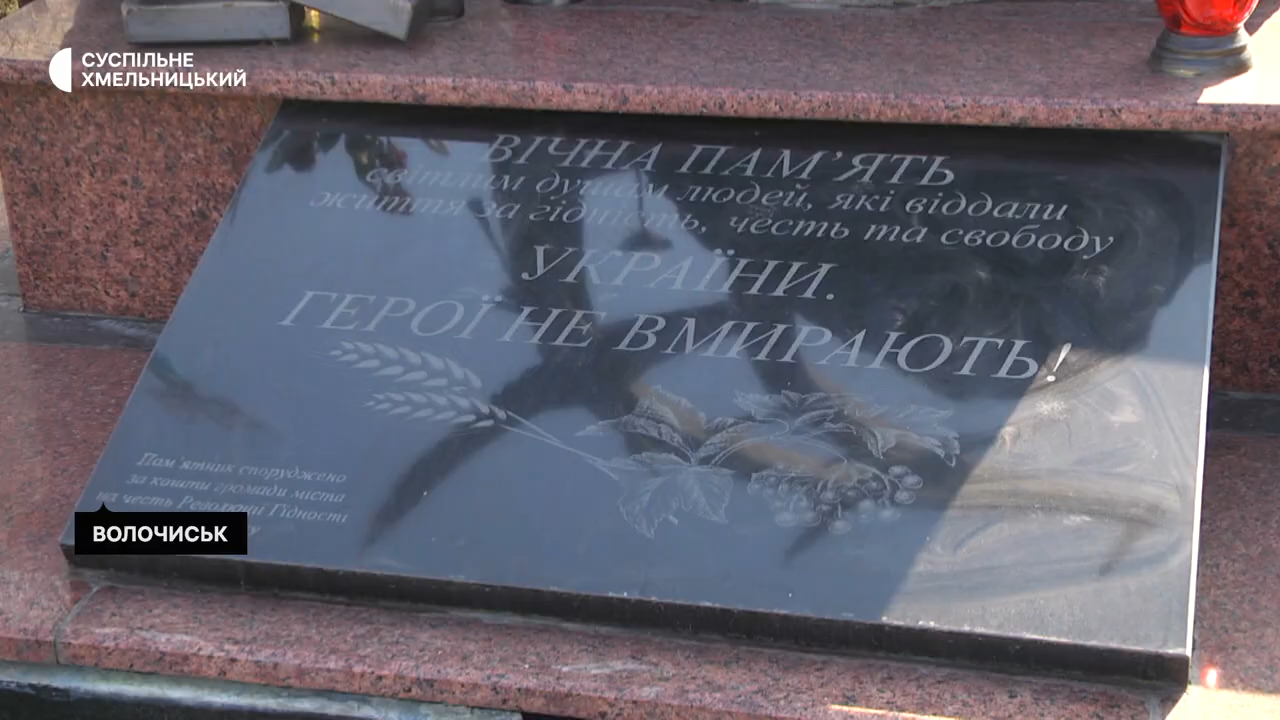 СУСПІЛЬНЕ
ХМЕЛЬНИЦЬКИЙ
ВІЧНА ПАМ’ЯТЬ
світлим душам людей, які віддали
життя за гідність, честь та свободу
УКРАЇНИ.
ГЕРОЇ НЕ ВМИРАЮТЬ!
Пам’ятник споруджено
за кошти громади міста
на честь Революции Гідності
ВОЛОЧИСЬК